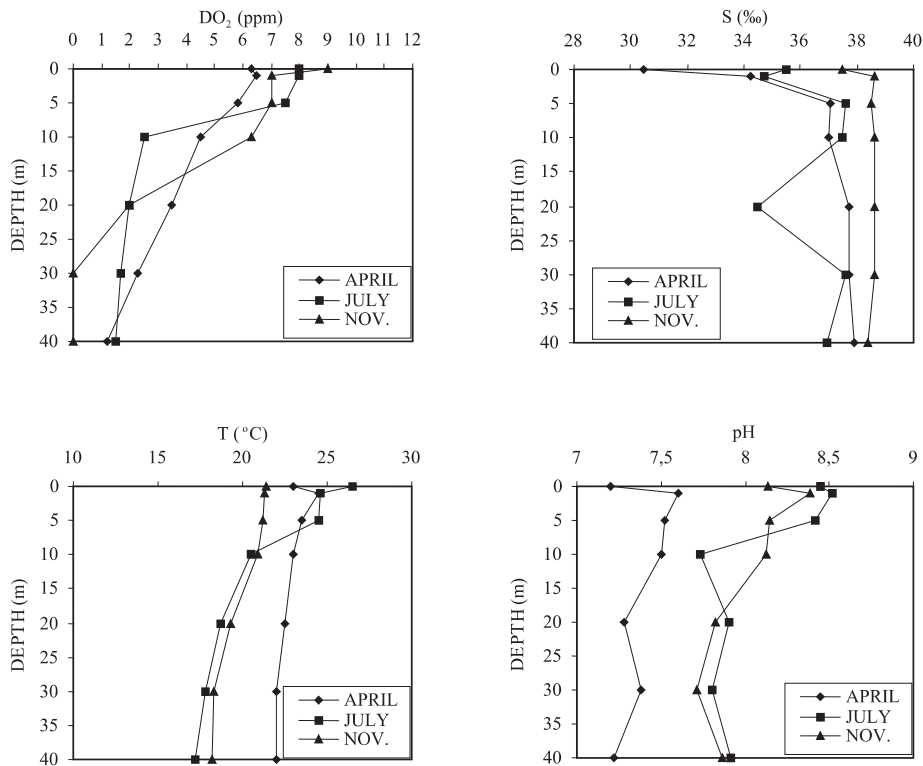 DO2 (ppm)
0 1 2 3 4 5 6 7 8 9 10 11 12
0
5
10
15
20
25
30
35
40
DEPTH (m)
APRIL
JULY
NOV.
S (‰)
28 30 32 34 36 38 40
0
5
10
15
20
25
30
35
40
DEPTH (m)
APRIL
JULY
NOV.
T (°C)
10 15 20 25 30
0
5
10
15
20
25
30
35
40
DEPTH (m)
APRIL
JULY
NOV.
pH
7 7,5 8 8,5 9
0
5
10
15
20
25
30
35
40
DEPTH (m)
APRIL
JULY
NOV.